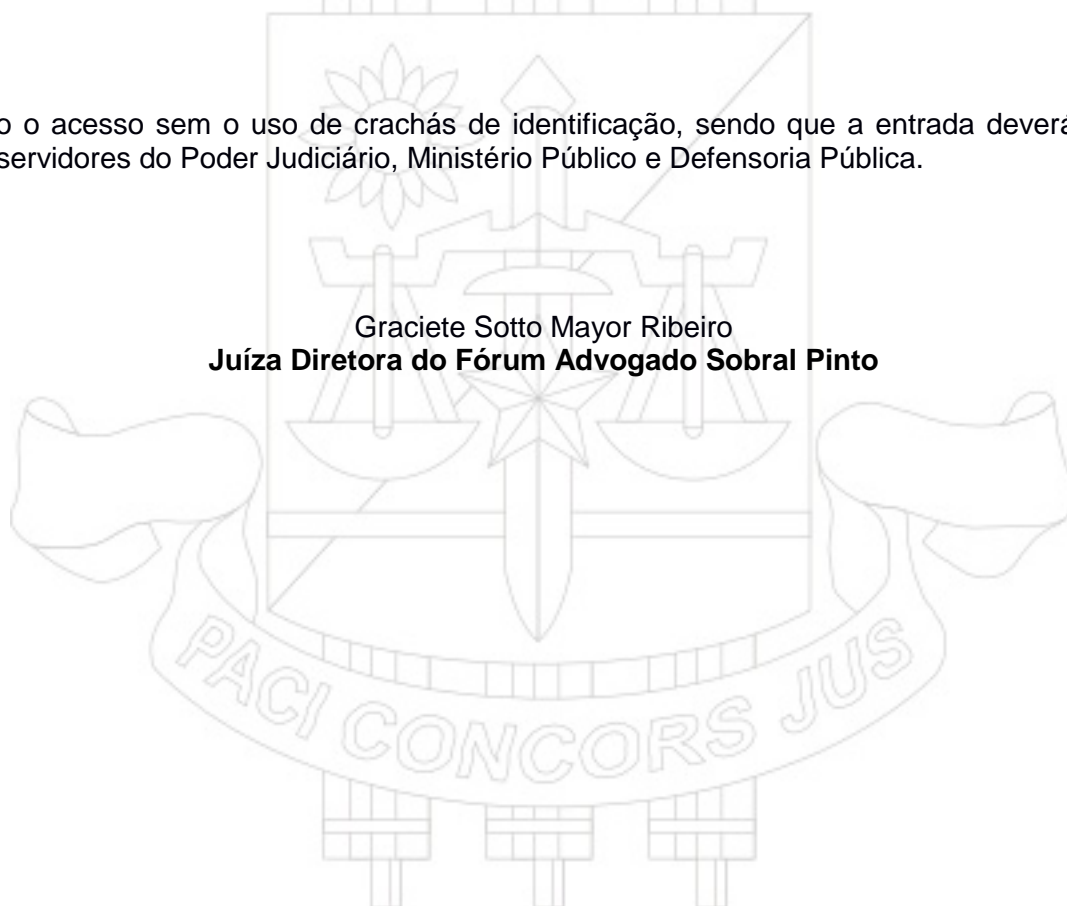 o o acesso sem o uso de crachás de identificação, sendo que a entrada deverá
servidores do Poder Judiciário, Ministério Público e Defensoria Pública.
Graciete Sotto Mayor Ribeiro
Juíza Diretora do Fórum Advogado Sobral Pinto
PACI CONCORS JUS